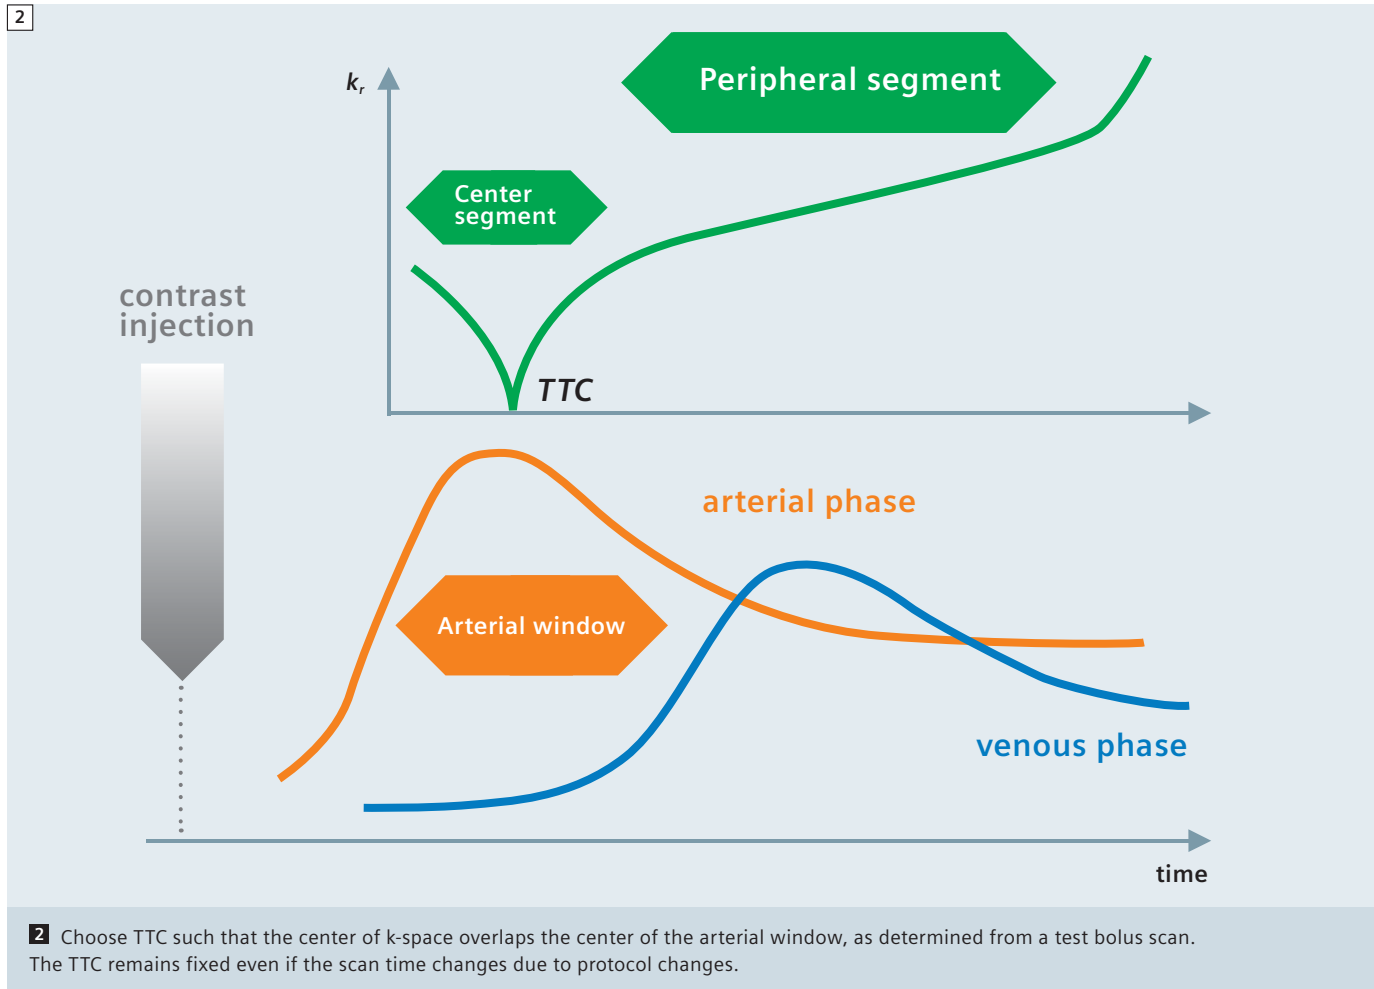 2
k_r
Peripheral segment
Center
segment
contrast
injection
TTC
arterial phase
Arterial window
venous phase
time
2 Choose TTC such that the center of k-space overlaps the center of the arterial window, as determined from a test bolus scan.
The TTC remains fixed even if the scan time changes due to protocol changes.